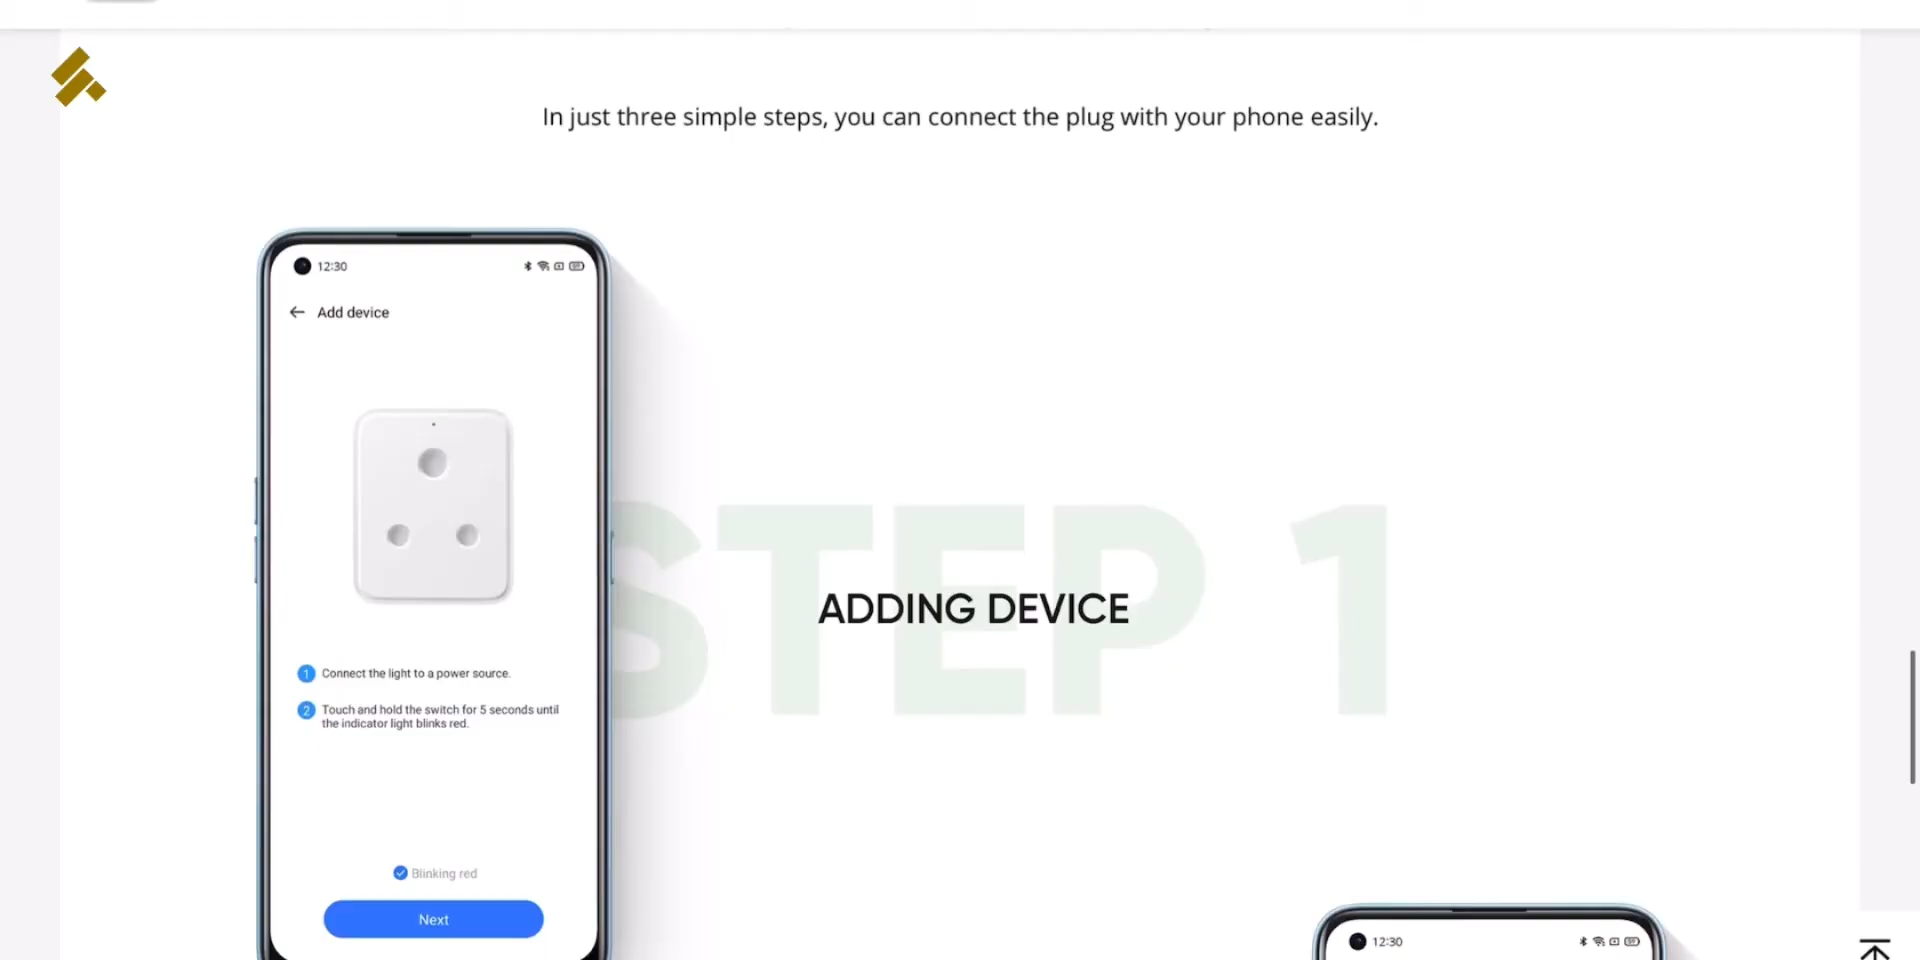 In just three simple steps, you can connect the plug with your phone easily.
12:30
Add device
STEP 1
ADDING DEVICE
1 Connect the light to a power source.
2 Touch and hold the switch for 5 seconds until
the indicator light blinks red.
Blinking red
Next
12:30